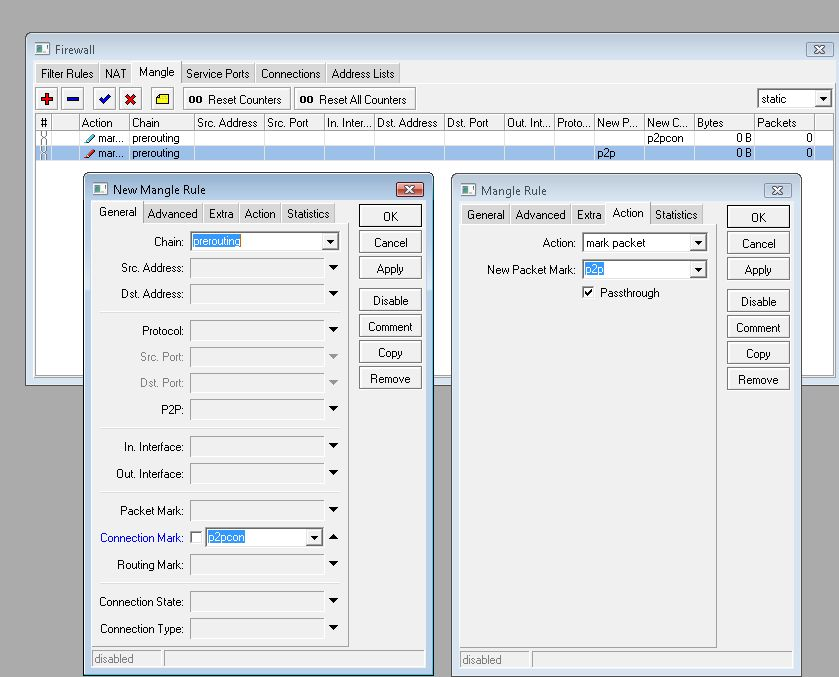 Firewall
Filter Rules NAT Mangle Service Ports Connections Address Lists
00 Reset Counters 00 Reset All Counters static
# Action Chain Src. Address Src. Port In. Inter... Dst. Address Dst. Port Out. Int... Proto... New P... New C... Bytes Packets
X mar... prerouting p2pcon 0 B 0
X mar... prerouting p2p 0 B 0
New Mangle Rule
General Advanced Extra Action Statistics
Chain: prerouting
Src. Address:
Dst. Address:
Protocol:
Src. Port:
Dst. Port:
P2P:
In. Interface:
Out. Interface:
Packet Mark:
Connection Mark: p2pcon
Routing Mark:
Connection State:
Connection Type:
OK
Cancel
Apply
Disable
Comment
Copy
Remove
disabled
Mangle Rule
General Advanced Extra Action Statistics
Action: mark packet
New Packet Mark: p2p
Passthrough
OK
Cancel
Apply
Disable
Comment
Copy
Remove
disabled